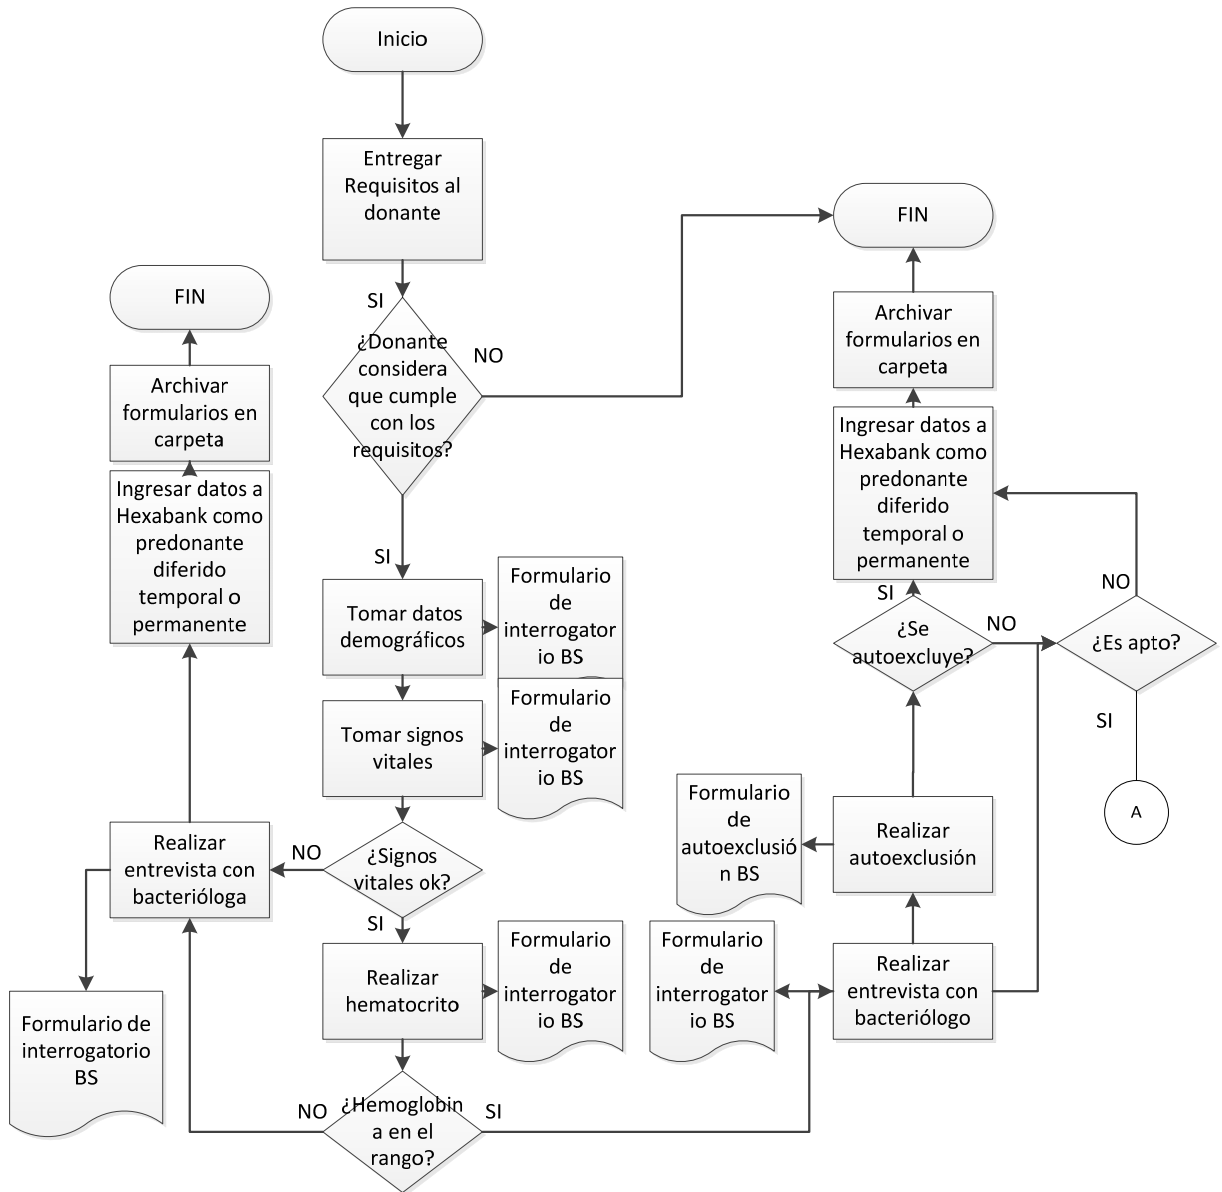 Inicio
Entregar
Requisitos al
donante
FIN
FIN
SI
¿Donante
considera
que cumple
con los
requisitos?
NO
Archivar
formularios en
carpeta
Archivar
formularios en
carpeta
Ingresar datos a
Hexabank como
predonante
diferido
temporal o
permanente
Ingresar datos a
Hexabank como
predonante
diferido
temporal o
permanente
SI
Tomar datos
demográficos
Formulario
de
interrogator
io BS
SI
¿Se
autoexcluye?
NO
NO
¿Es apto?
SI
A
Tomar signos
vitales
Formulario
de
interrogator
io BS
Formulario
de
autoexclusió
n BS
Realizar
autoexclusión
Realizar
entrevista con
bacterióloga
NO
¿Signos
vitales ok?
SI
Realizar
hematocrito
Formulario
de
interrogator
io BS
Formulario
de
interrogator
io BS
Realizar
entrevista con
bacteriólogo
Formulario de
interrogatorio
BS
NO
¿Hemoglobin
a en el
rango?
SI